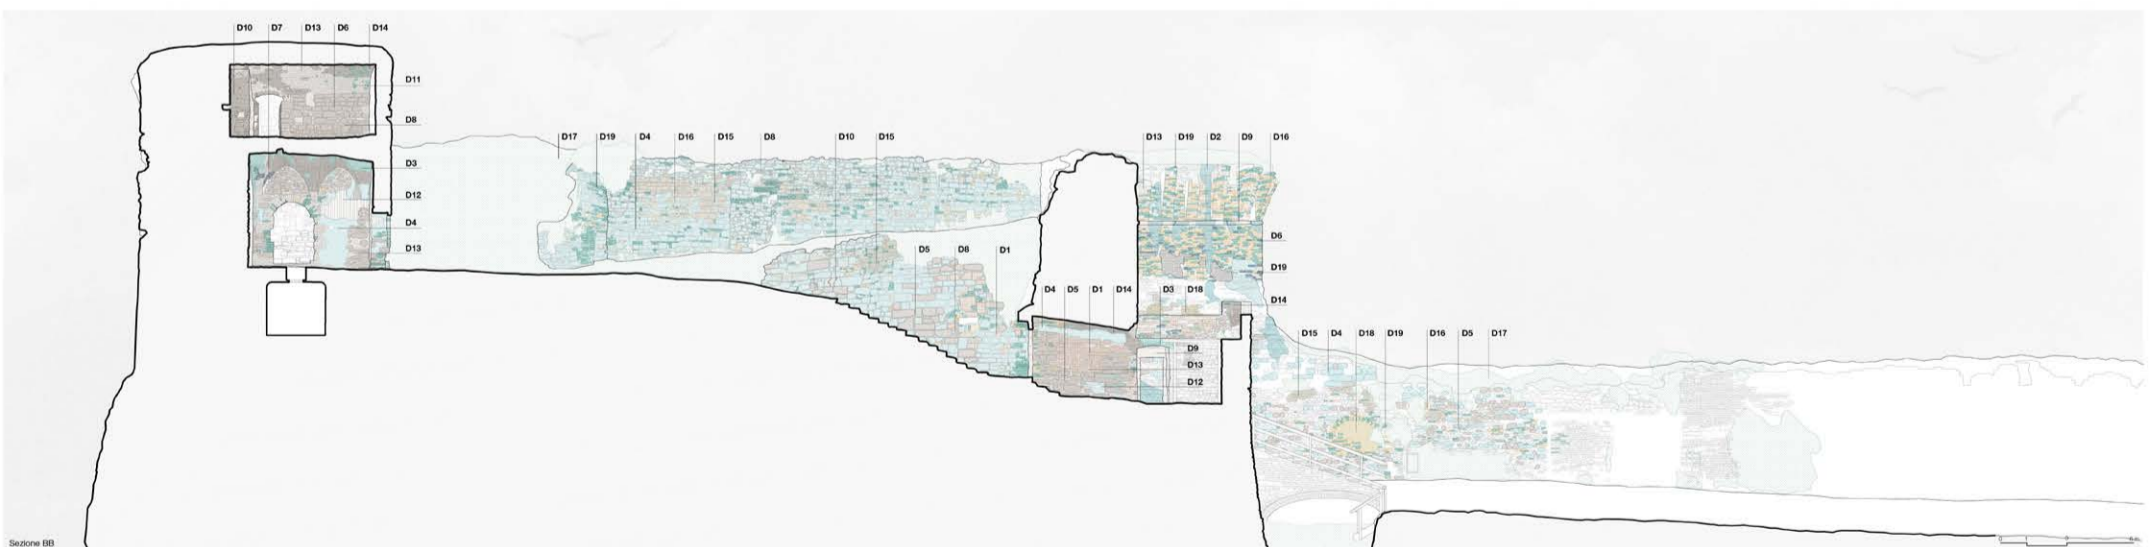 D10 D7 D13 D6 D14
D11
D8
D3
D12
D4
D13
D17 D19 D4 D16 D15 D8 D10 D15
D5 D8 D1
D13 D19 D2 D9 D16
D6
D19
D14
D4 D5 D1 D14 D3 D18
D9
D13
D12
D15 D4 D18 D19 D16 D5 D17
Sezione BB